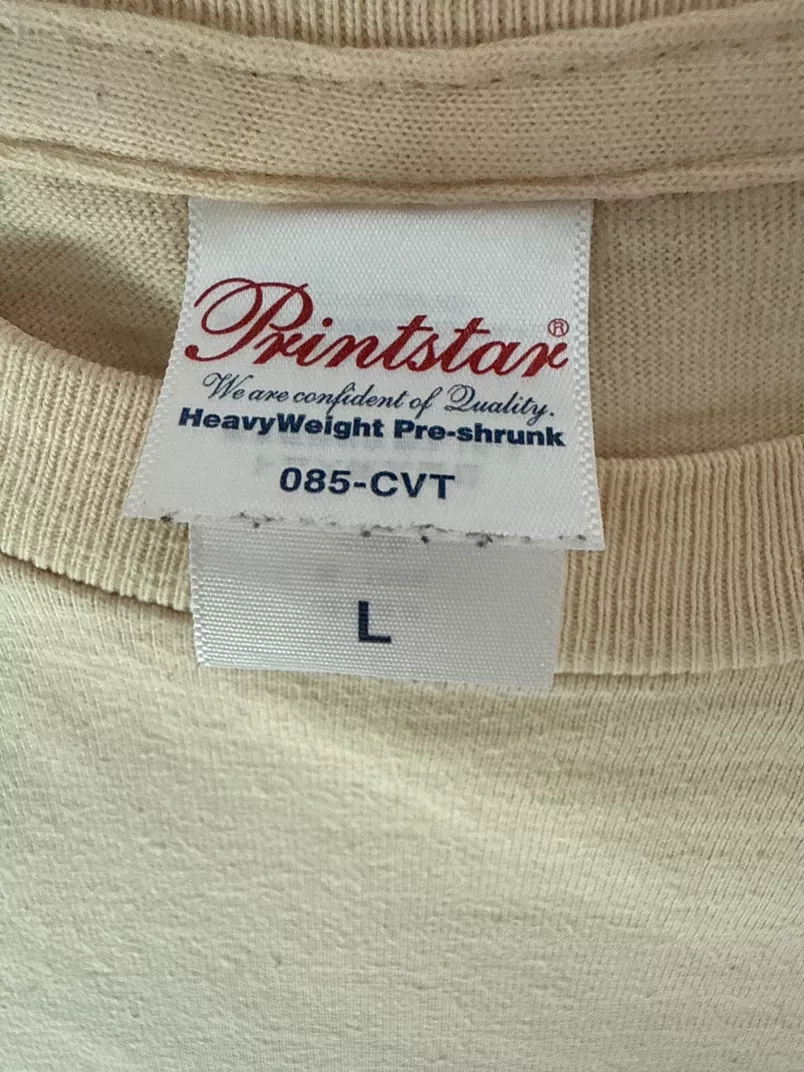 Printstar®
We are confident of Quality.
HeavyWeight Pre-shrunk
085-CVT
L